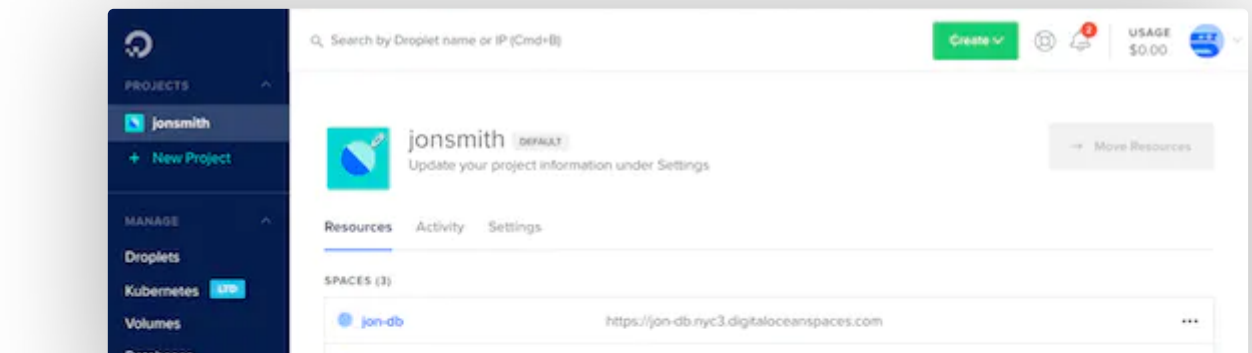 Search by Droplet name or IP (Cmd+B)
Create
2
USAGE
$0.00
PROJECTS
jonsmith
+ New Project
MANAGE
Droplets
Kubernetes LTD
Volumes
jonsmith DEFAULT
Update your project information under Settings
→ Move Resources
Resources Activity Settings
SPACES (3)
jon-db https://jon-db.nyc3.digitaloceanspaces.com ...